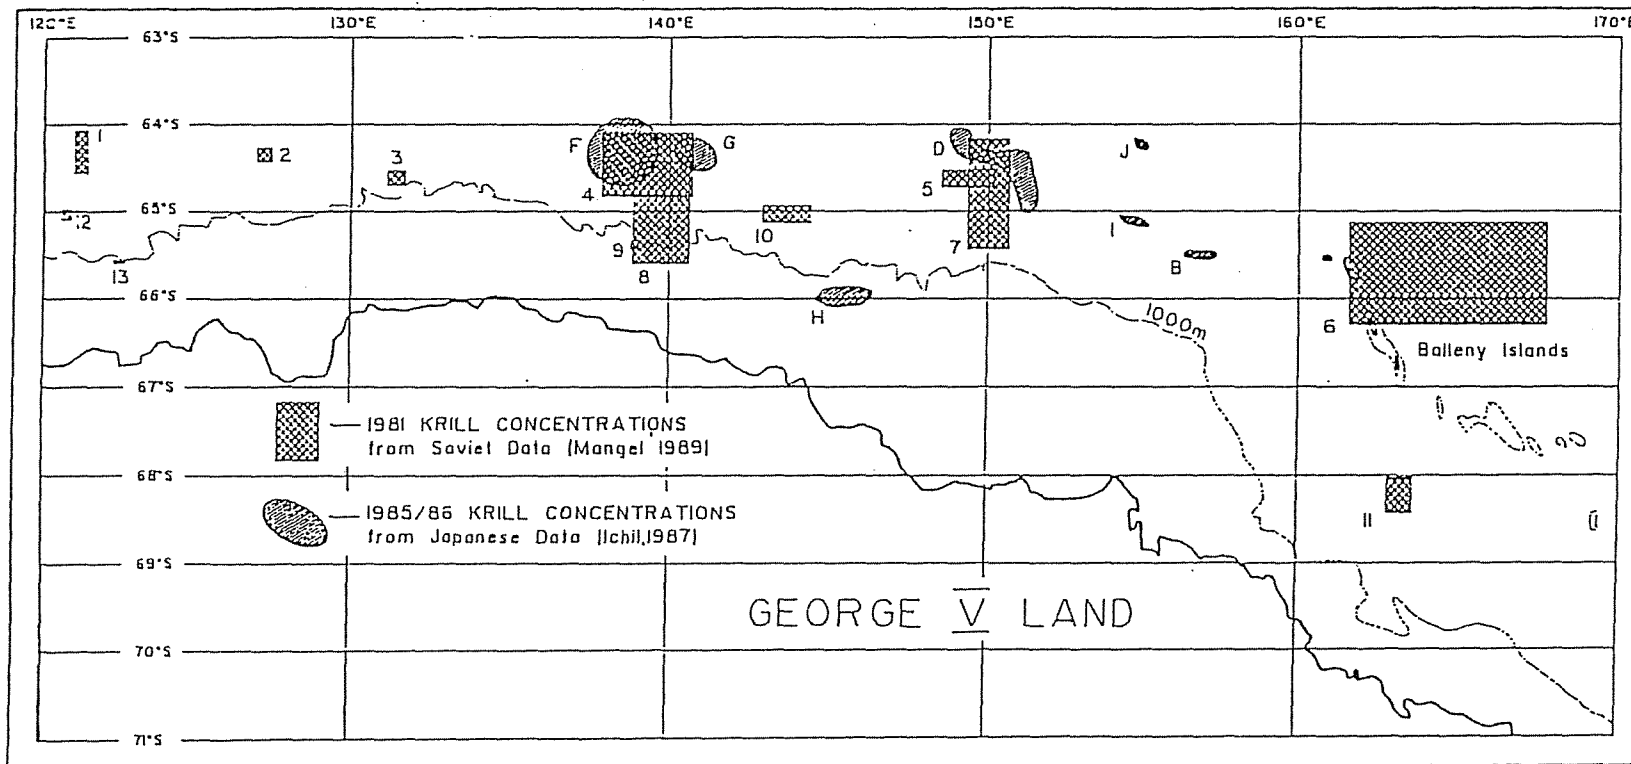 120°E 130°E 140°E 150°E 160°E 170°E
63°S
64°S
1
2
3
F
G
4
D
5
J
65°S
12
13
9
8
10
7
I
B
66°S
H
1000m
6
Balleny Islands
67°S
1981 KRILL CONCENTRATIONS
from Soviet Data (Mangel 1989)
68°S
11
1985/86 KRILL CONCENTRATIONS
from Japanese Data (Ichii,1987)
69°S
GEORGE V LAND
70°S
71°S